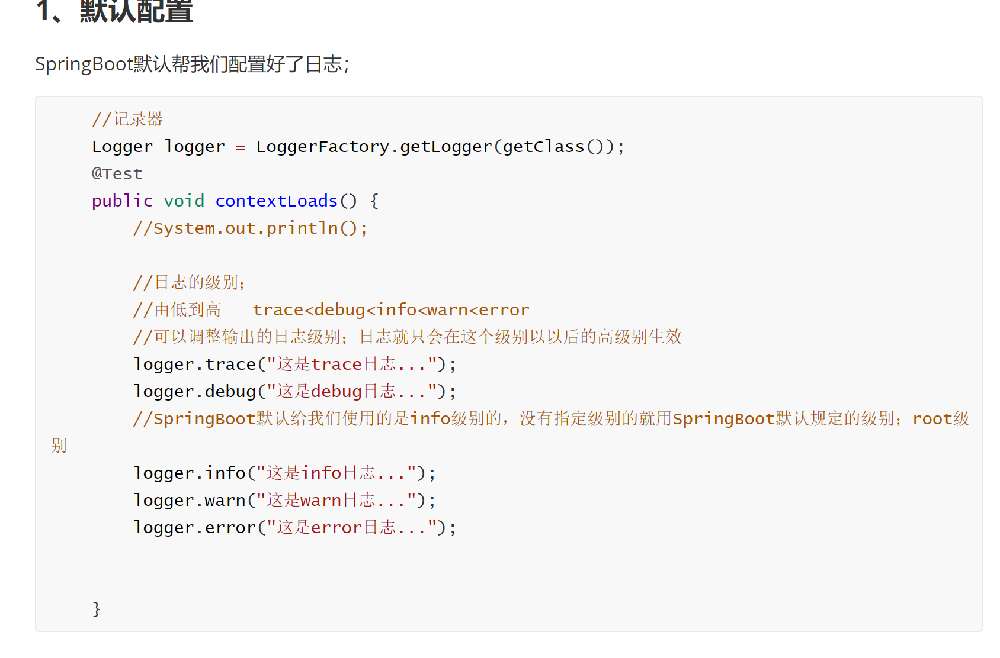 1、默认配置
SpringBoot默认帮我们配置好了日志；
//记录器
Logger logger = LoggerFactory.getLogger(getClass());
@Test
public void contextLoads() {
//System.out.println();
//日志的级别；
//由低到高   trace<debug<info<warn<error
//可以调整输出的日志级别；日志就只会在这个级别以以后的高级别生效
logger.trace("这是trace日志...");
logger.debug("这是debug日志...");
//SpringBoot默认给我们使用的是info级别的，没有指定级别的就用SpringBoot默认规定的级别；root级
别
logger.info("这是info日志...");
logger.warn("这是warn日志...");
logger.error("这是error日志...");
}